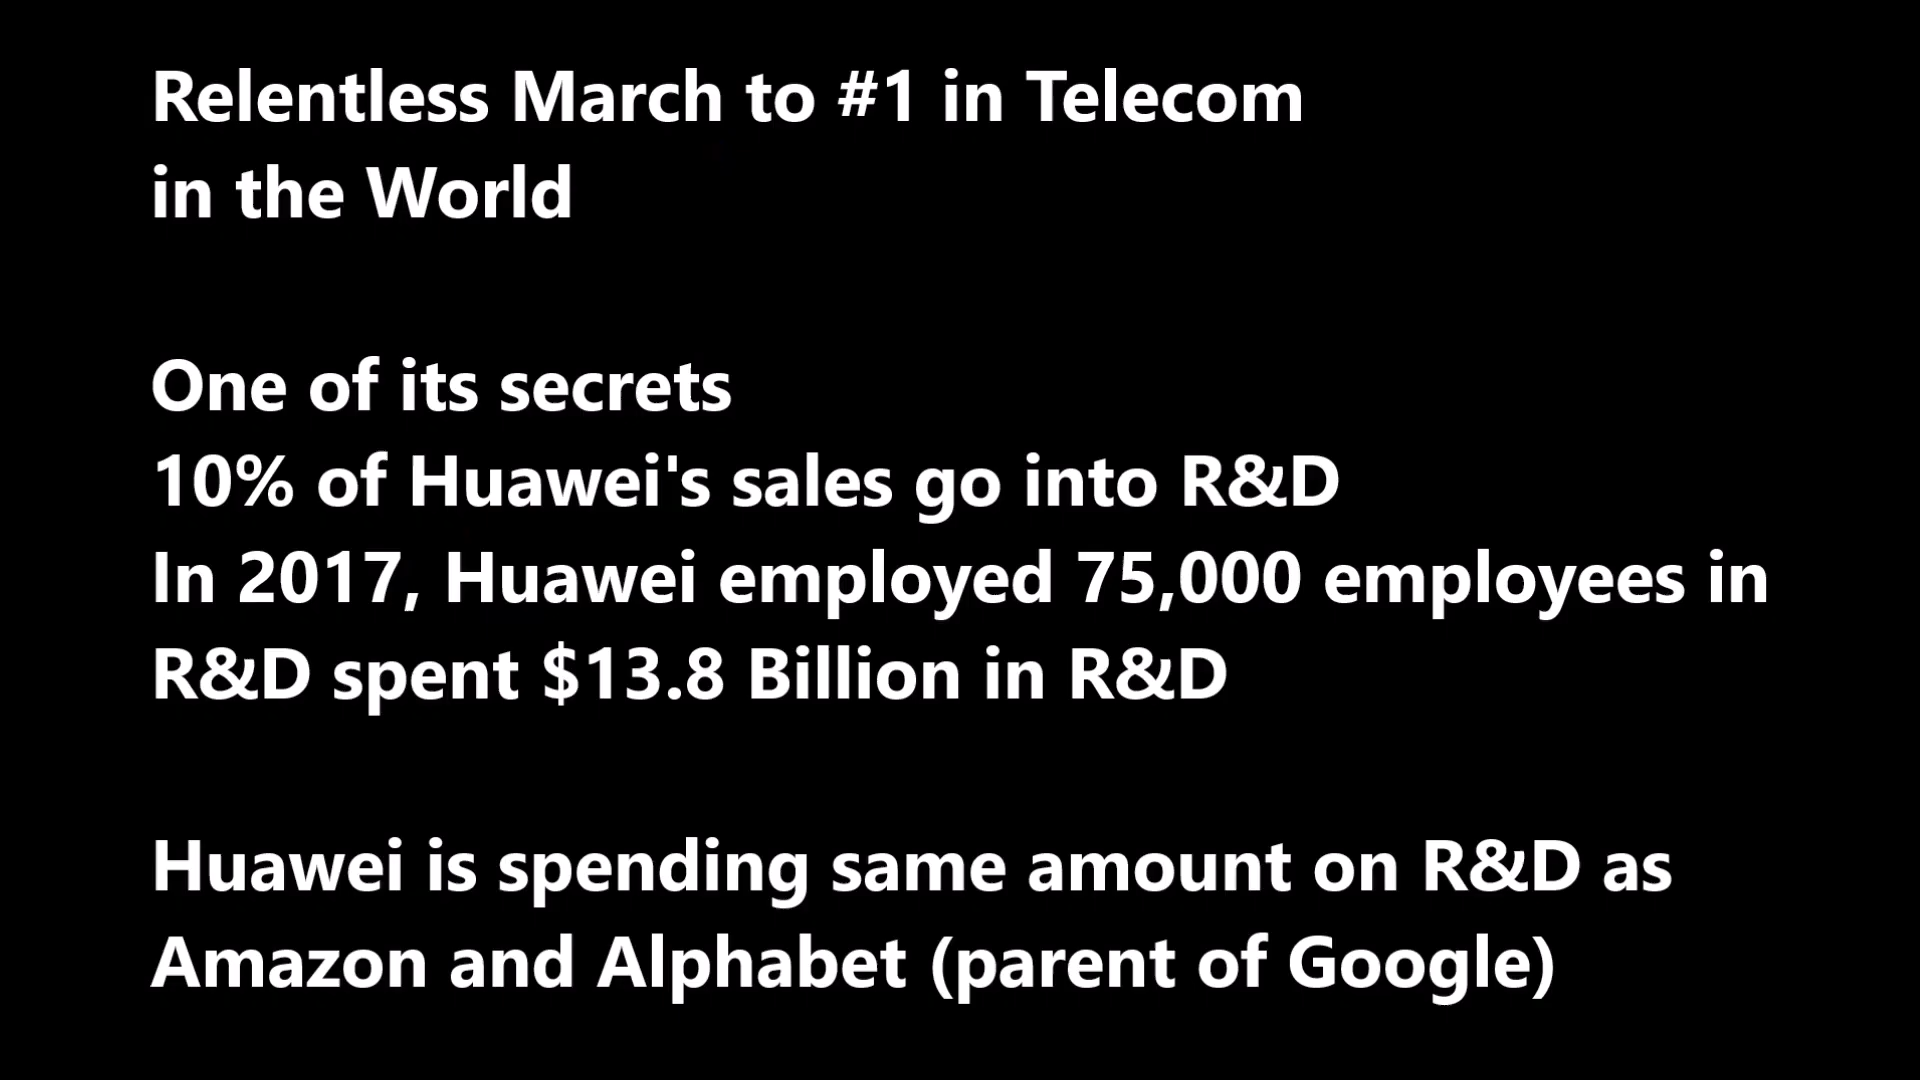 Relentless March to #1 in Telecom
in the World
One of its secrets
10% of Huawei's sales go into R&D
In 2017, Huawei employed 75,000 employees in
R&D spent $13.8 Billion in R&D
Huawei is spending same amount on R&D as
Amazon and Alphabet (parent of Google)